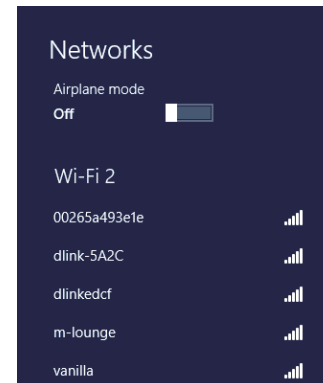 Networks
Airplane mode
Off
Wi-Fi 2
00265a493e1e
dlink-5A2C
dlinkedcf
m-lounge
vanilla